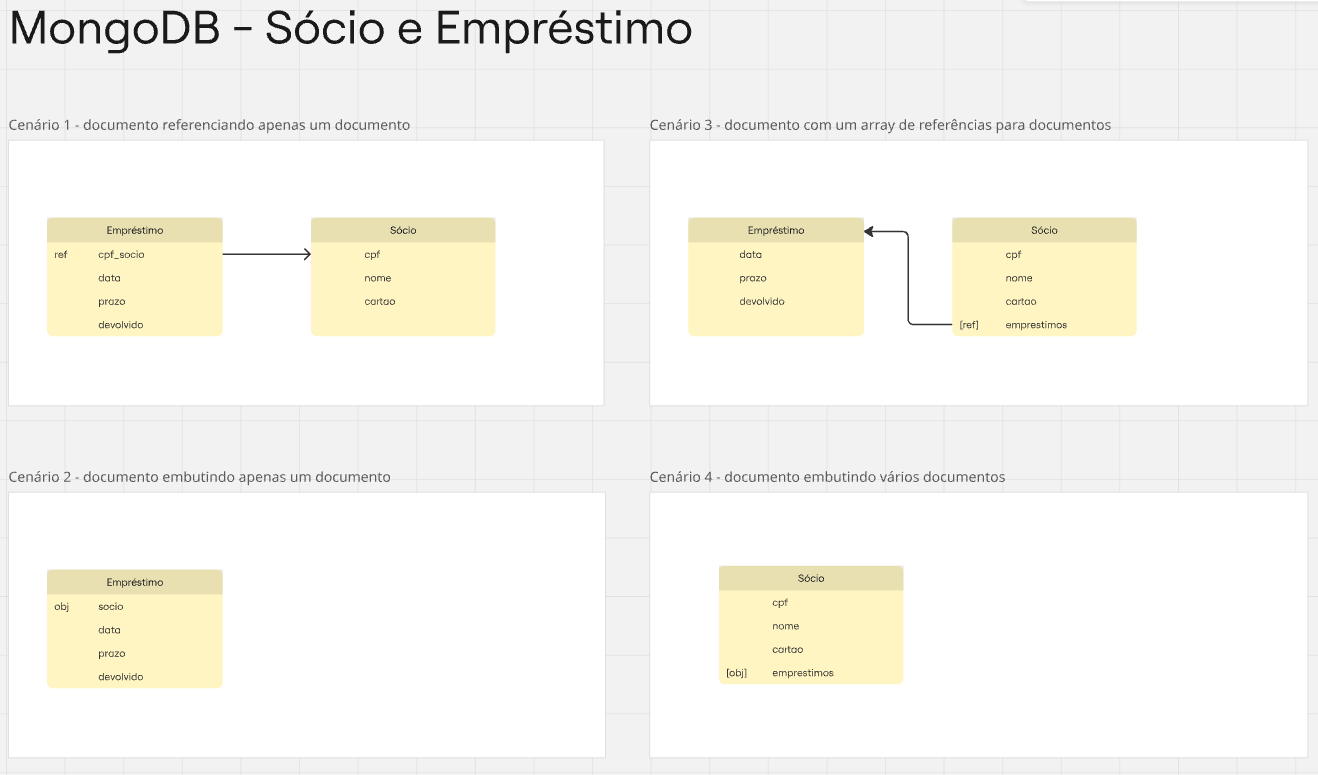 MongoDB – Sócio e Empréstimo
Cenário 1 - documento referenciando apenas um documento
Empréstimo
ref cpf_socio
data
prazo
devolvido
Sócio
cpf
nome
cartao
Cenário 3 - documento com um array de referências para documentos
Empréstimo
data
prazo
devolvido
Sócio
cpf
nome
cartao
[ref] emprestimos
Cenário 2 - documento embutindo apenas um documento
Empréstimo
obj socio
data
prazo
devolvido
Cenário 4 - documento embutindo vários documentos
Sócio
cpf
nome
cartao
[obj] emprestimos